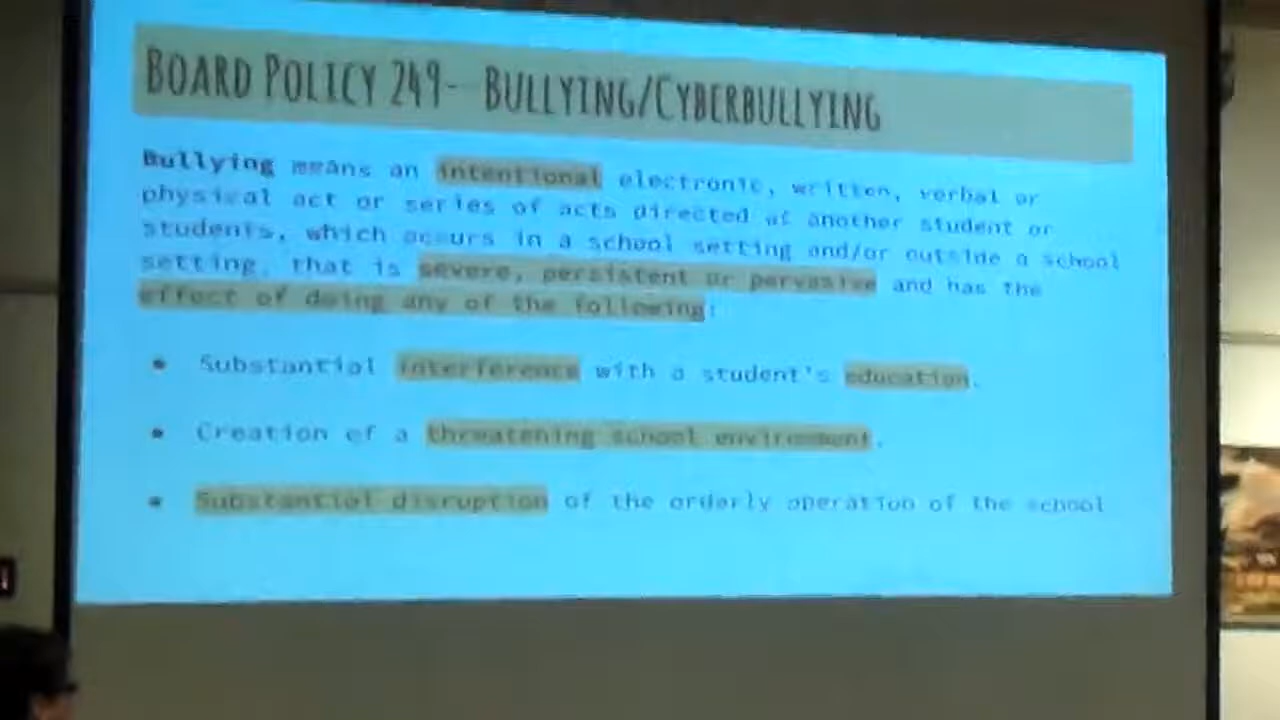 BOARD POLICY 249- BULLYING/CYBERBULLYING
Bullying means an intentional electronic, written, verbal or
physical act or series of acts directed at another student or
students, which occurs in a school setting and/or outside a school
setting, that is severe, persistent or pervasive and has the
effect of doing any of the following:
• Substantial interference with a student's education.
• Creation of a threatening school environment.
• Substantial disruption of the orderly operation of the school